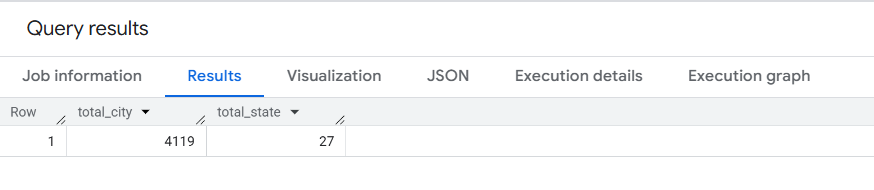 Query results
Job information Results Visualization JSON Execution details Execution graph
Row total_city total_state
1 4119 27